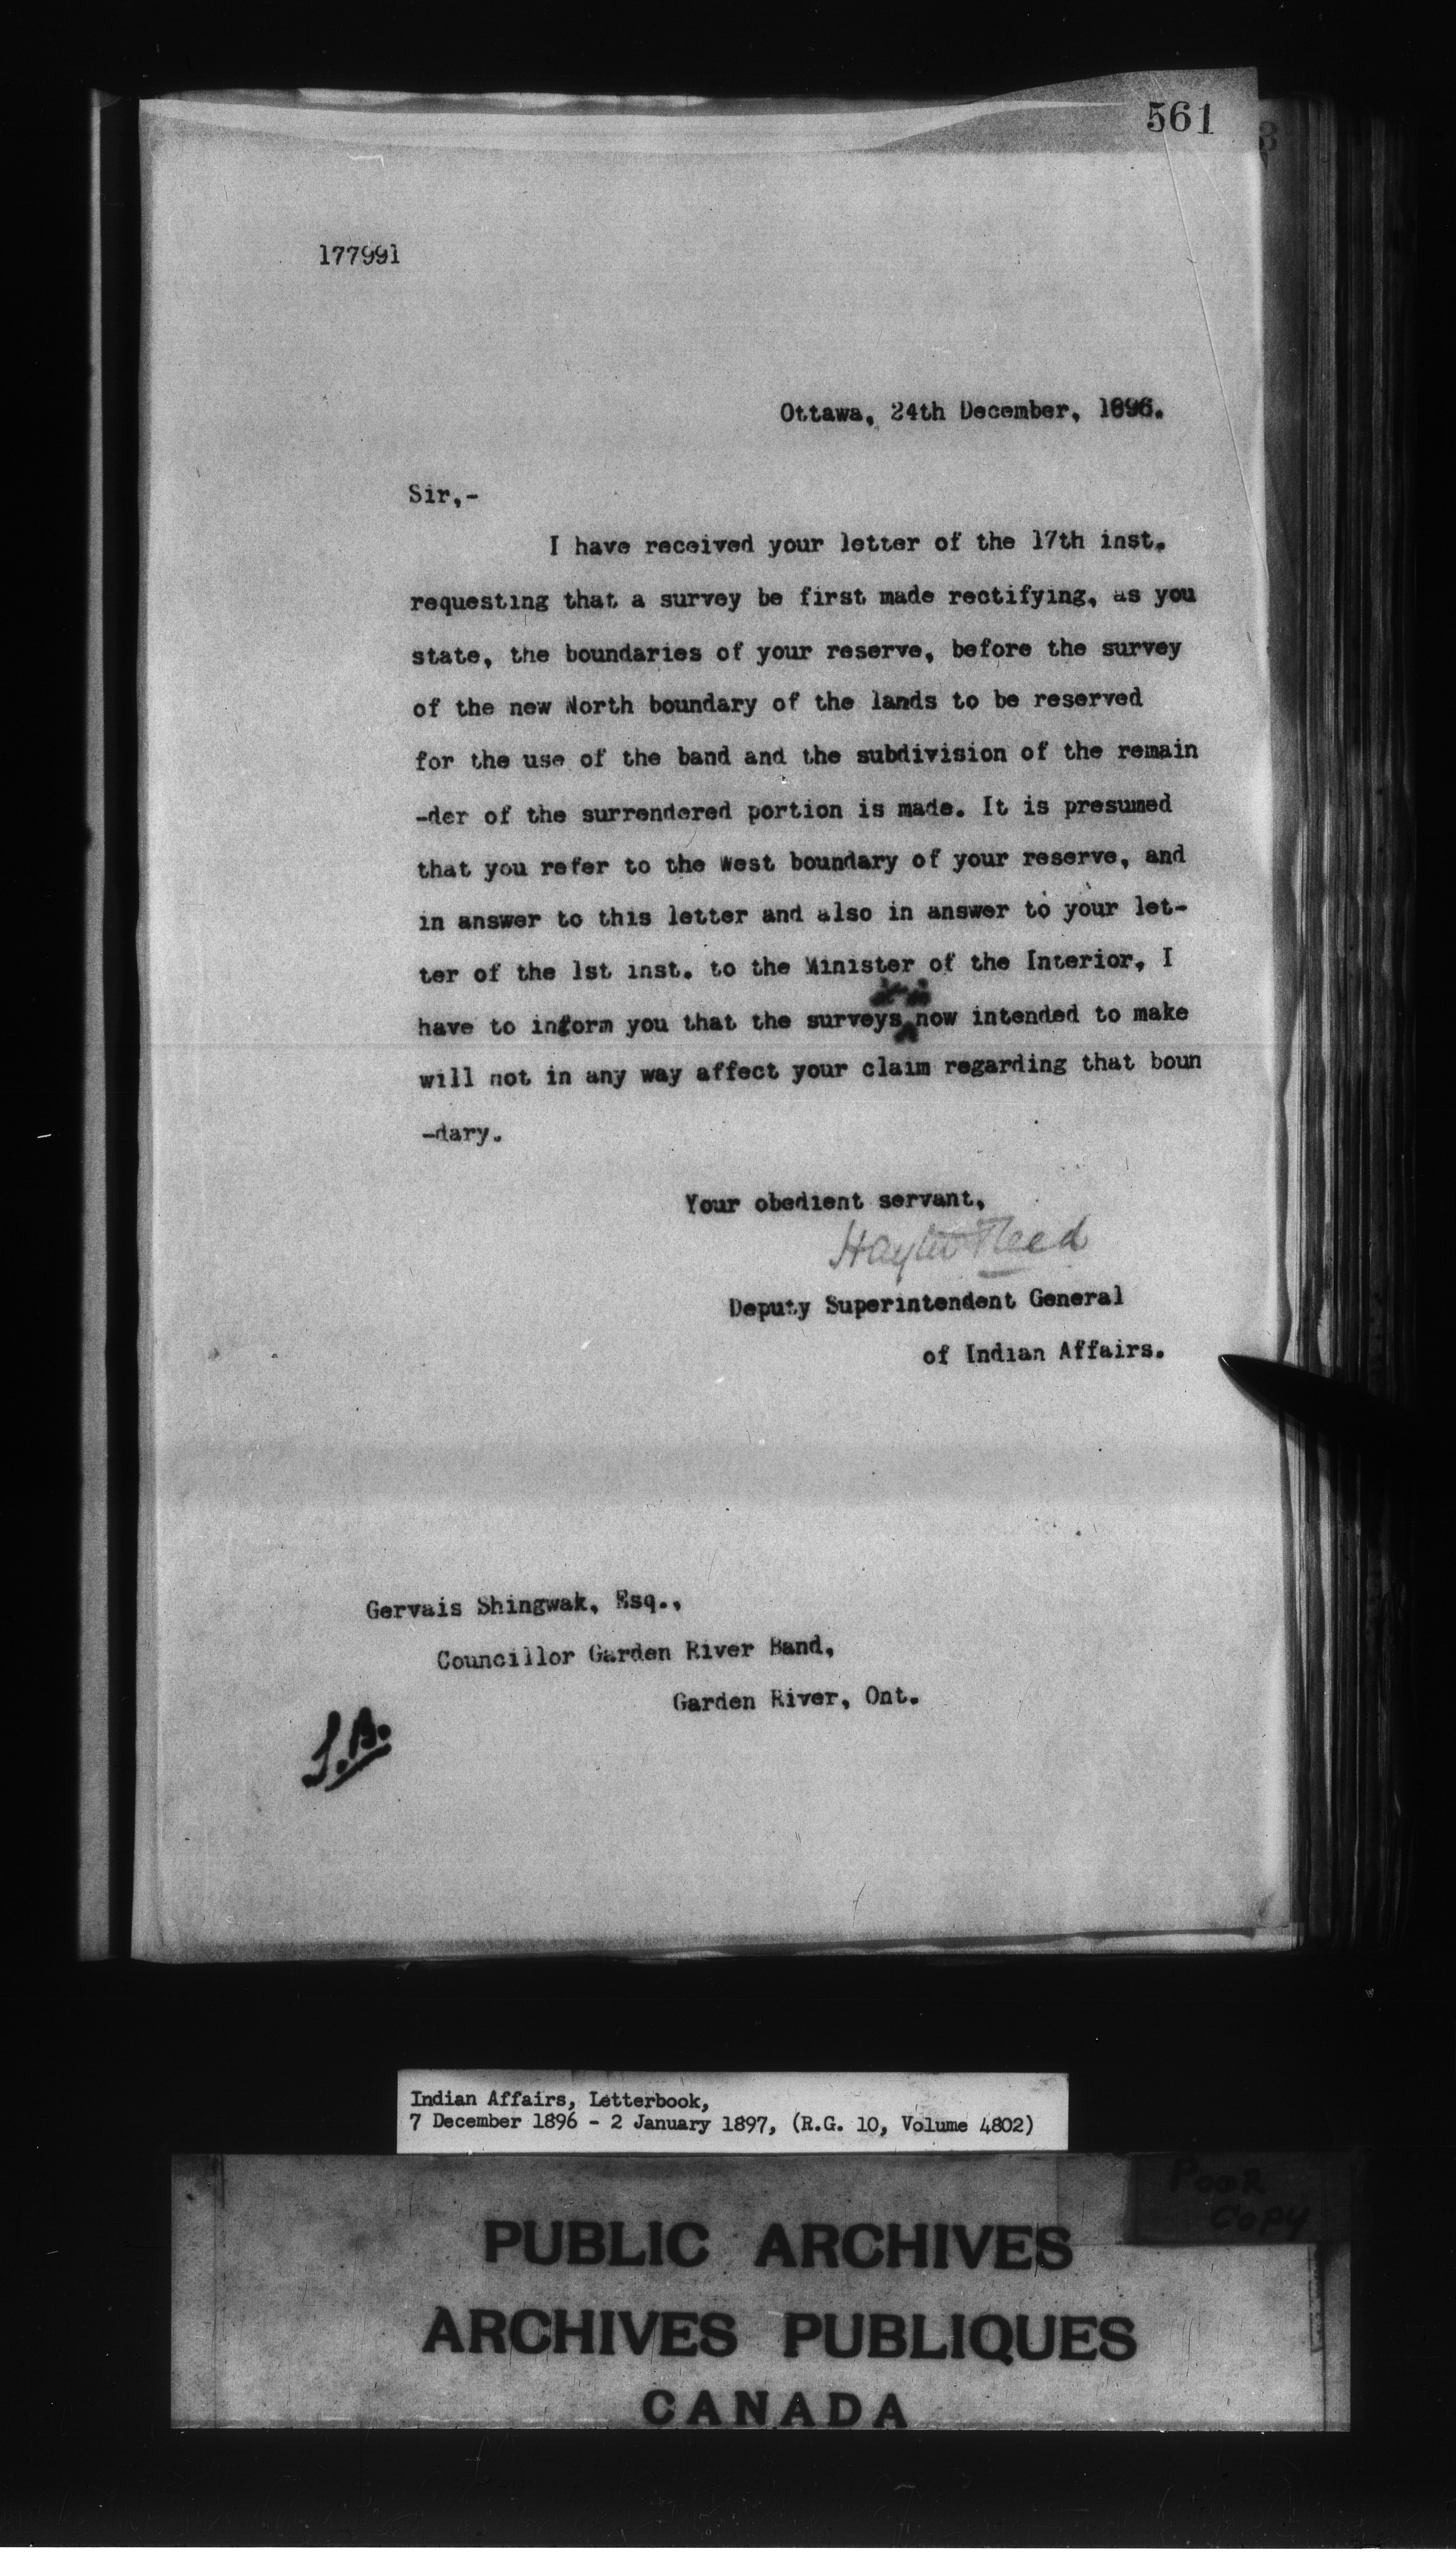 561
177991
Ottawa, 24th December, 1896.
Sir,-
I have received your letter of the 17th inst.
requesting that a survey be first made rectifying, as you
state, the boundaries of your reserve, before the survey
of the new North boundary of the lands to be reserved
for the use of the band and the subdivision of the remain
-der of the surrendered portion is made. It is presumed
that you refer to the West boundary of your reserve, and
in answer to this letter and also in answer to your let-
ter of the 1st inst. to the Minister of the Interior, I
it is
have to inform you that the surveys now intended to make
will not in any way affect your claim regarding that boun
-dary.
Your obedient servant,
Hayter Reed
Deputy Superintendent General
of Indian Affairs.
Gervais Shingwak, Esq.,
Councillor Garden River Band,
Garden River, Ont.
Indian Affairs, Letterbook,
7 December 1896 - 2 January 1897, (R.G. 10, Volume 4802)
Poor
Copy
PUBLIC ARCHIVES
ARCHIVES PUBLIQUES
CANADA